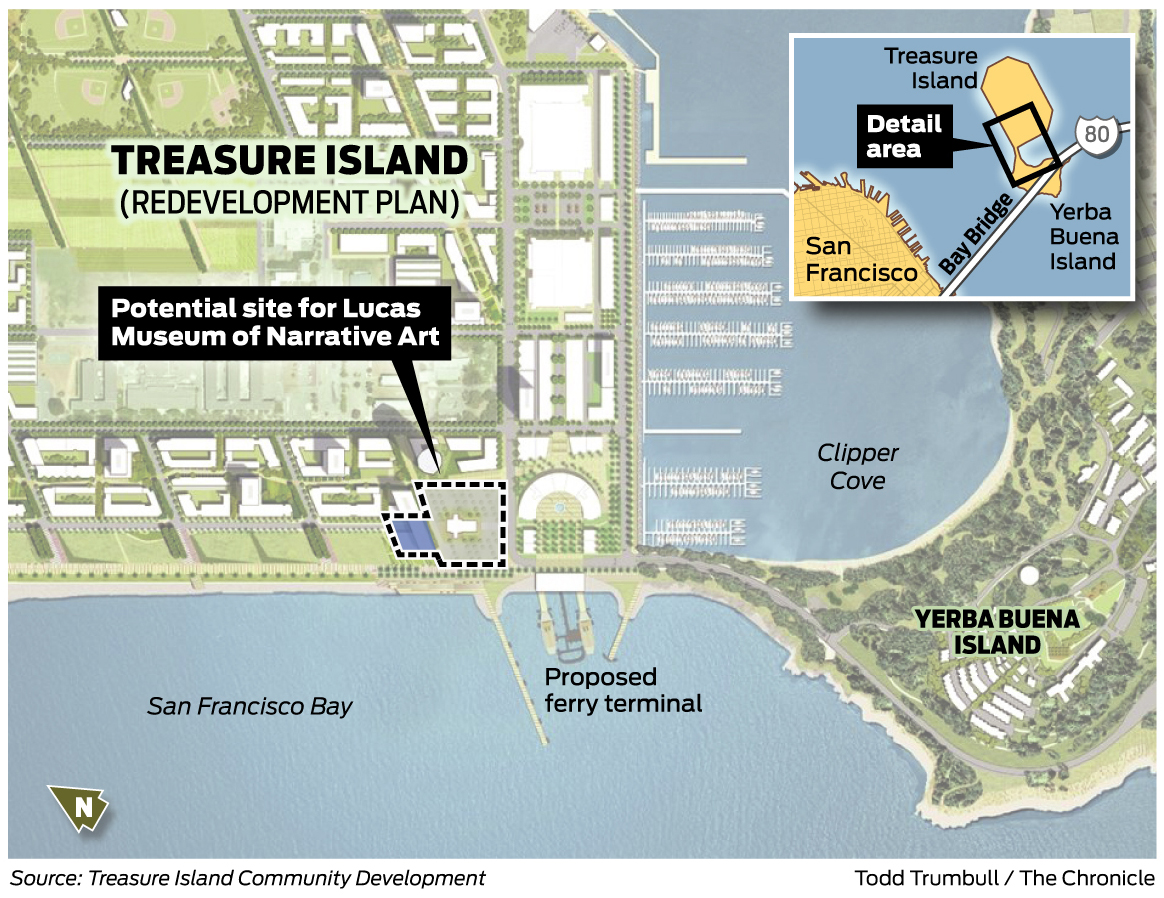 TREASURE ISLAND
(REDEVELOPMENT PLAN)
Potential site for Lucas
Museum of Narrative Art
Treasure
Island
Detail
area
80
San
Francisco
Bay Bridge
Yerba
Buena
Island
Clipper
Cove
YERBA BUENA
ISLAND
Proposed
ferry terminal
San Francisco Bay
N
Source: Treasure Island Community Development
Todd Trumbull / The Chronicle